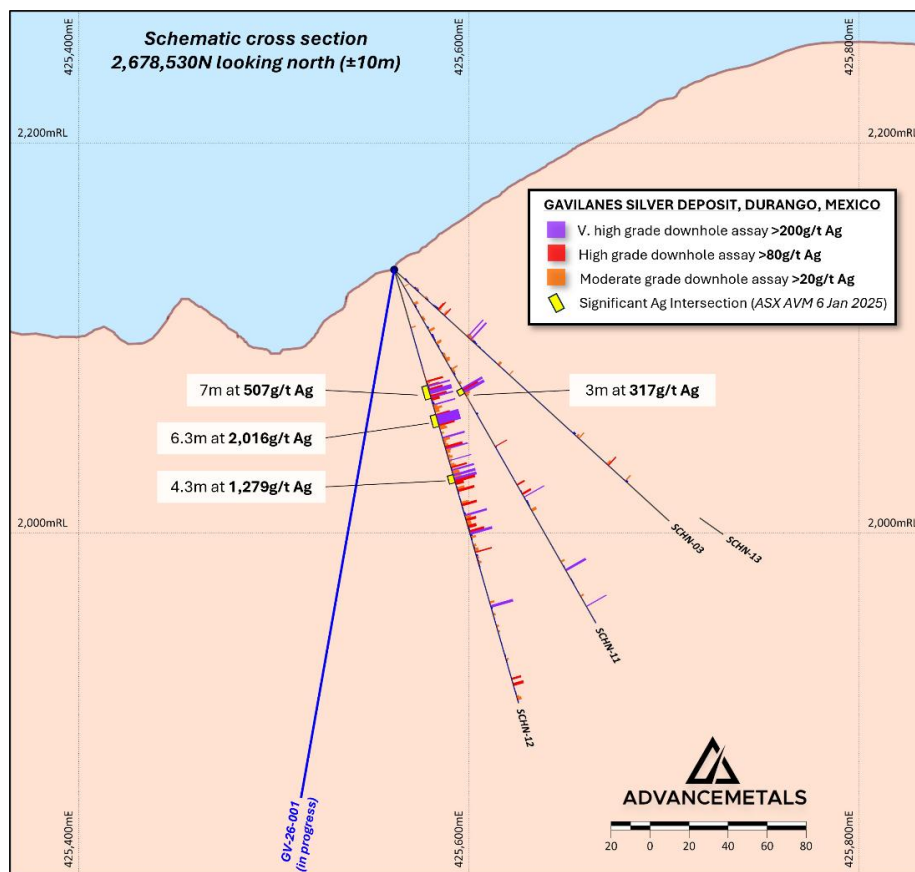 425,400mE
425,600mE
425,800mE
Schematic cross section
2,678,530N looking north (±10m)
2,200mRL
2,200mRL
GAVILANES SILVER DEPOSIT, DURANGO, MEXICO
V. high grade downhole assay >200g/t Ag
High grade downhole assay >80g/t Ag
Moderate grade downhole assay >20g/t Ag
Significant Ag Intersection (ASX AVM 6 Jan 2025)
7m at 507g/t Ag
3m at 317g/t Ag
6.3m at 2,016g/t Ag
4.3m at 1,279g/t Ag
2,000mRL
2,000mRL
SCHN-03
SCHN-13
SCHN-11
SCHN-12
GV-26-001
(in progress)
ADVANCEMETALS
20 0 20 40 60 80
425,400mE
425,600mE
425,800mE